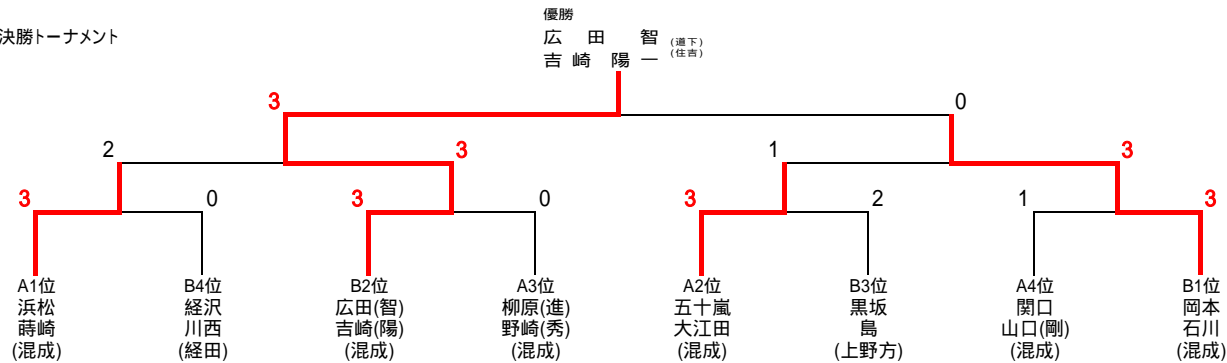 優勝
決勝トーナメント
広田 智 (道下)
吉崎 陽一 (住吉)
3 0
2 3 1 3
3 0 3 0 3 2 1 3
A1位 B4位 B2位 A3位 A2位 B3位 A4位 B1位
浜松 経沢 広田(智) 柳原(進) 五十嵐 黒坂 関口 岡本
蒔崎 川西 吉崎(陽) 野崎(秀) 大江田 島 山口(剛) 石川
(混成) (経田) (混成) (混成) (混成) (上野方) (混成) (混成)